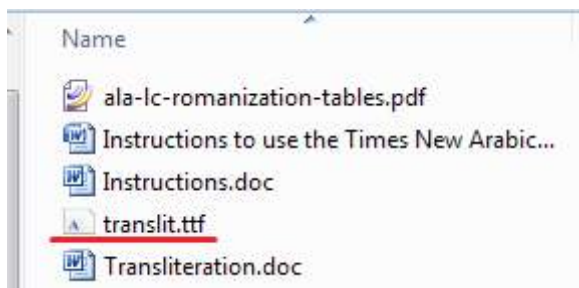 Name
ala-lc-romanization-tables.pdf
Instructions to use the Times New Arabic...
Instructions.doc
translit.ttf
Transliteration.doc